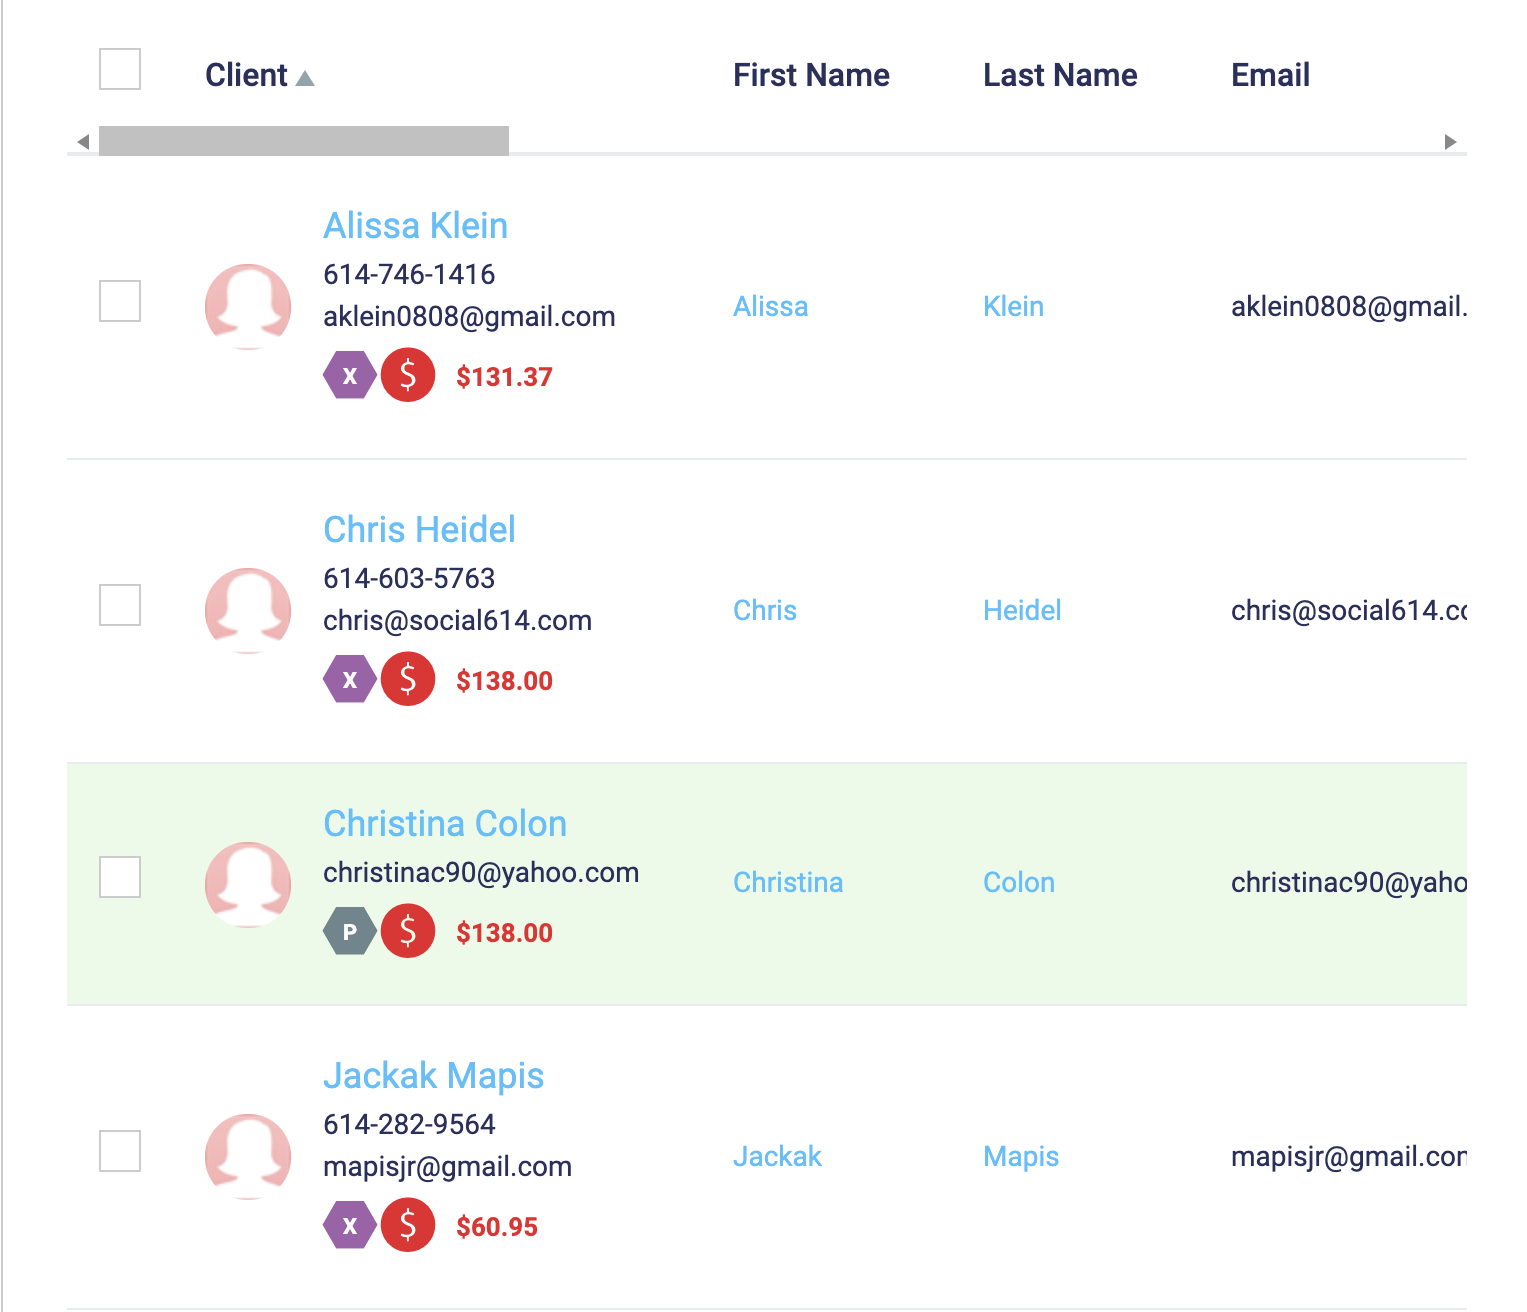 Client First Name Last Name Email
Alissa Klein
614-746-1416
aklein0808@gmail.com
X $ $131.37
Alissa Klein aklein0808@gmail.
Chris Heidel
614-603-5763
chris@social614.com
X $ $138.00
Chris Heidel chris@social614.co
Christina Colon
christinac90@yahoo.com
P $ $138.00
Christina Colon christinac90@yaho
Jackak Mapis
614-282-9564
mapisjr@gmail.com
X $ $60.95
Jackak Mapis mapisjr@gmail.com